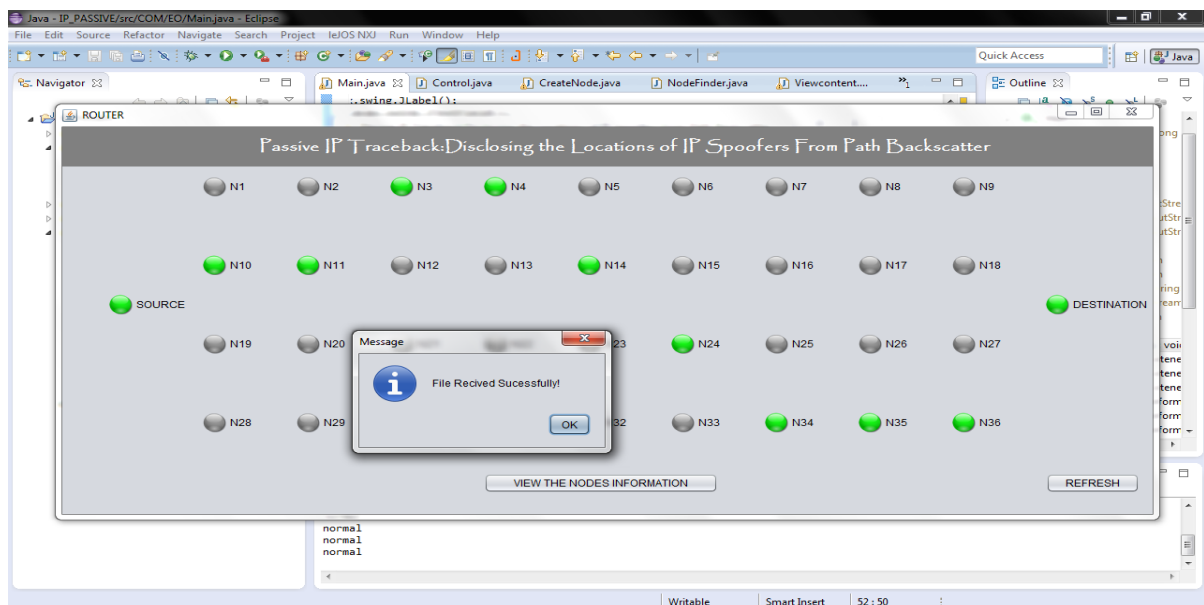 Java - IP_PASSIVE/src/COM/EO/Main.java - Eclipse
File Edit Source Refactor Navigate Search Project leJOS NXJ Run Window Help
Quick Access
Java
Navigator
Main.java Control.java CreateNode.java NodeFinder.java Viewcontent....
Outline
:.swing.JLabel();
ROUTER
Passive IP Traceback:Disclosing the Locations of IP Spoofers From Path Backscatter
N1 N2 N3 N4 N5 N6 N7 N8 N9
N10 N11 N12 N13 N14 N15 N16 N17 N18
SOURCE
DESTINATION
N19 N20 23 N24 N25 N26 N27
N28 N29 32 N33 N34 N35 N36
Message
File Recived Sucessfully!
OK
VIEW THE NODES INFORMATION
REFRESH
normal
normal
normal
Writable Smart Insert 52 : 50